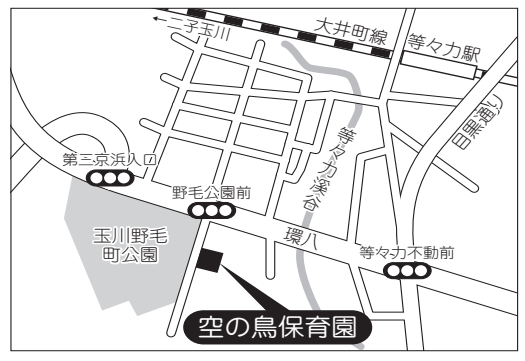 ←二子玉川
大井町線
等々力駅
目黒通り
等々力渓谷
第三京浜入口
野毛公園前
玉川野毛
町公園
環八
等々力不動前
空の鳥保育園